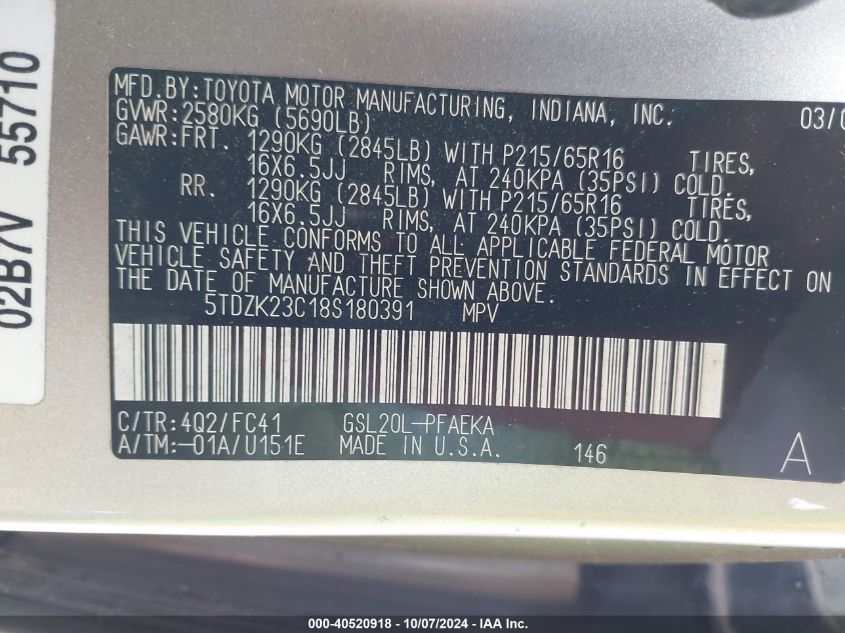 02B7V 55710
MFD.BY:TOYOTA MOTOR MANUFACTURING, INDIANA, INC. 03/0
GVWR:2580KG (5690LB)
GAWR:FRT. 1290KG (2845LB) WITH P215/65R16 TIRES,
16X6.5JJ RIMS, AT 240KPA (35PSI) COLD.
RR. 1290KG (2845LB) WITH P215/65R16 TIRES,
16X6.5JJ RIMS, AT 240KPA (35PSI) COLD.
THIS VEHICLE CONFORMS TO ALL APPLICABLE FEDERAL MOTOR
VEHICLE SAFETY AND THEFT PREVENTION STANDARDS IN EFFECT ON
THE DATE OF MANUFACTURE SHOWN ABOVE.
5TDZK23C18S180391 MPV
C/TR:4Q2/FC41 GSL20L-PFAEKA
A/TM:-01A/U151E MADE IN U.S.A. 146 A
000-40520918 - 10/07/2024 - IAA Inc.